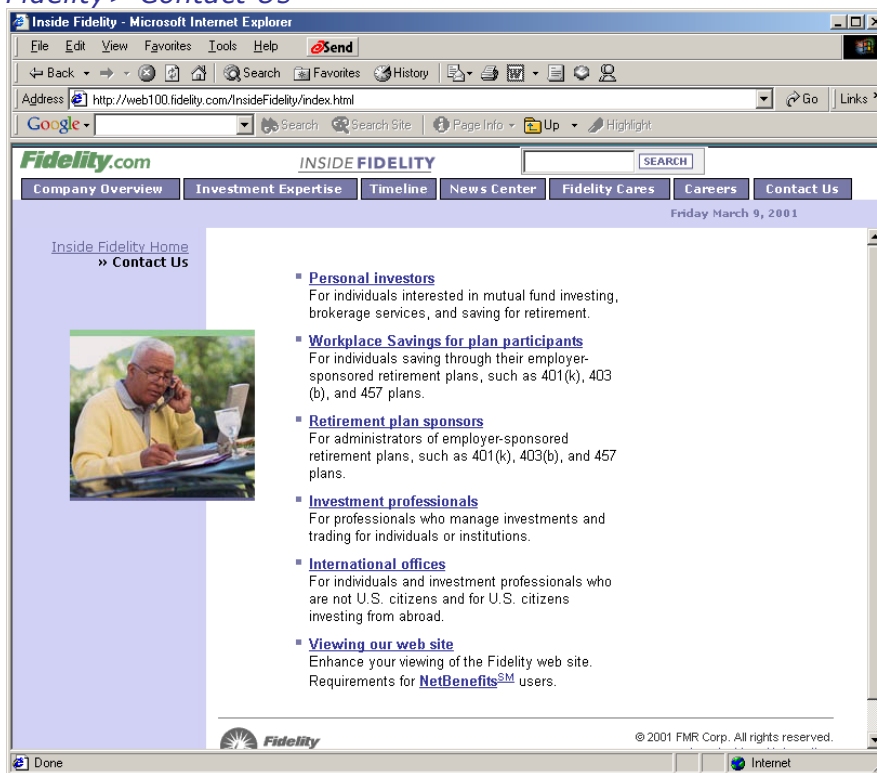 Fidelity > Contact Us
Inside Fidelity - Microsoft Internet Explorer
File Edit View Favorites Tools Help Send
Back Search Favorites History
Address http://web100.fidelity.com/InsideFidelity/index.html Go Links
Google Search Search Site Page Info Up Highlight
Fidelity.com INSIDE FIDELITY SEARCH
Company Overview Investment Expertise Timeline News Center Fidelity Cares Careers Contact Us
Friday March 9, 2001
Inside Fidelity Home
» Contact Us
Personal investors
For individuals interested in mutual fund investing,
brokerage services, and saving for retirement.
Workplace Savings for plan participants
For individuals saving through their employer-
sponsored retirement plans, such as 401(k), 403
(b), and 457 plans.
Retirement plan sponsors
For administrators of employer-sponsored
retirement plans, such as 401(k), 403(b), and 457
plans.
Investment professionals
For professionals who manage investments and
trading for individuals or institutions.
International offices
For individuals and investment professionals who
are not U.S. citizens and for U.S. citizens
investing from abroad.
Viewing our web site
Enhance your viewing of the Fidelity web site.
Requirements for NetBenefits℠ users.
Fidelity © 2001 FMR Corp. All rights reserved.
Done Internet